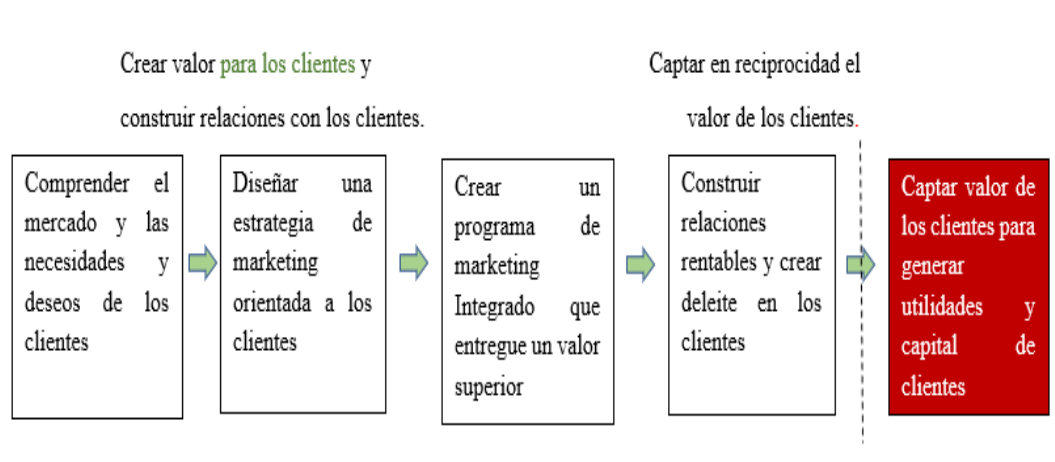 Crear valor para los clientes y
construir relaciones con los clientes.
Captar en reciprocidad el
valor de los clientes.
Comprender el
mercado y las
necesidades y
deseos de los
clientes
Diseñar una
estrategia de
marketing
orientada a los
clientes
Crear un
programa de
marketing
Integrado que
entregue un valor
superior
Construir
relaciones
rentables y crear
deleite en los
clientes
Captar valor de
los clientes para
generar
utilidades y
capital de
clientes